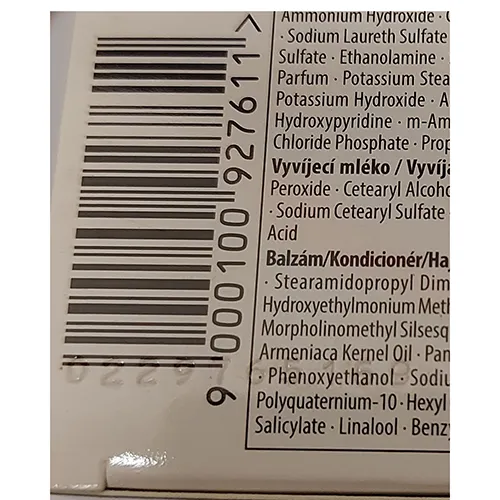 Ammonium Hydroxide ·
· Sodium Laureth Sulfate
Sulfate · Ethanolamine ·
Parfum · Potassium Stea
Potassium Hydroxide · A
Hydroxypyridine · m-Am
Chloride Phosphate · Prop
Vyvíjecí mléko / Vyvíja
Peroxide · Cetearyl Alcoho
· Sodium Cetearyl Sulfate ·
Acid
Balzám/Kondicionér/Haj
· Stearamidopropyl Dim
Hydroxyethylmonium Meth
Morpholinomethyl Silsesq
Armeniaca Kernel Oil · Pan
· Phenoxyethanol · Sodiu
Polyquaternium-10 · Hexyl
Salicylate · Linalool · Benzy
9 000100 927611 >